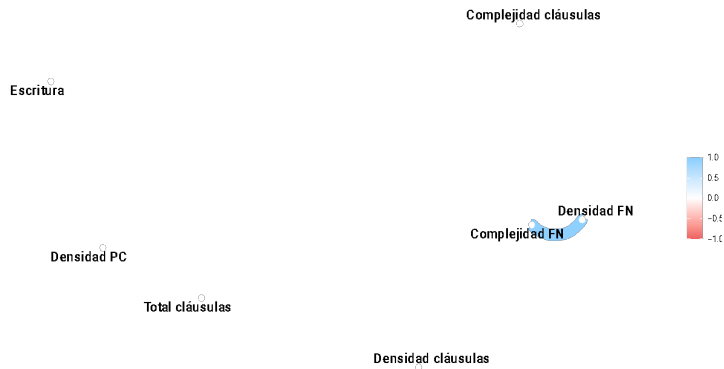 Complejidad cláusulas
Escritura
1.0
0.5
0.0
−0.5
−1.0
Densidad FN
Complejidad FN
Densidad PC
Total cláusulas
Densidad cláusulas